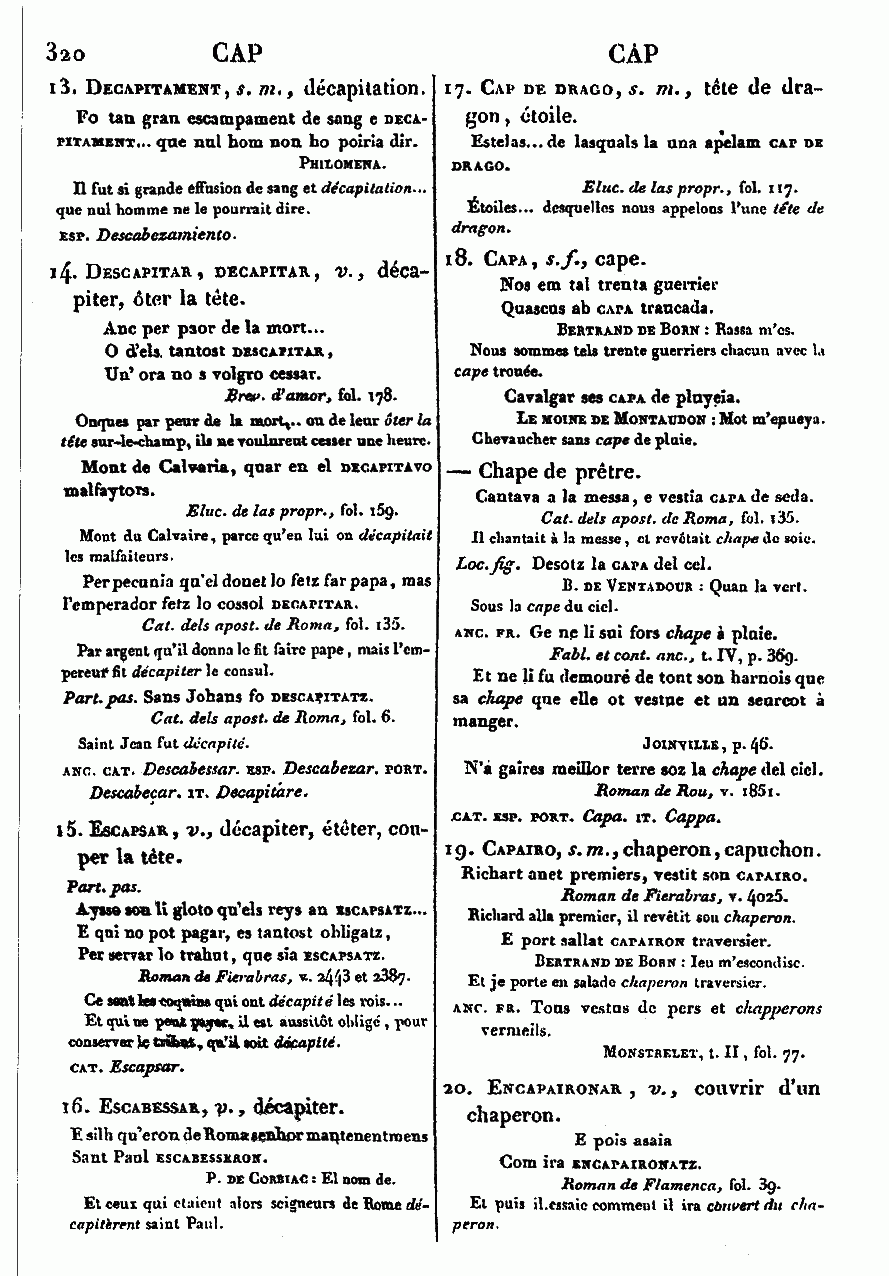 320 CAP CAP
13. DECAPITAMENT, s. m., décapitation.
Fo tan gran escampament de sang e DECA-
PITAMENT... que nul hom non ho poiria dir.
PHILOMENA.
Il fut si grande éffusion de sang et décapitation...
que nul homme ne le pourrait dire.
ESP. Descabezamiento.
14. DESCAPITAR, DECAPITAR, v., déca-
piter, ôter la tête.
Anc per paor de la mort...
O d'els. tantost DESCAPITAR,
Un' ora no s volgro cessar.
Brev. d'amor, fol. 178.
Onques par peur de la mort... ou de leur ôter la
tête sur-le-champ, ils ne voulurent cesser une heure.
Mont de Calvaria, quar en el DECAPITAVO
malfaytors.
Eluc. de las propr., fol. 159.
Mont du Calvaire, parce qu'en lui on décapitait
les malfaiteurs.
Per pecunia qu'el donet lo fetz far papa, mas
l'emperador fetz lo cossol DECAPITAR.
Cat. dels apost. de Roma, fol. 135.
Par argent qu'il donna le fit faire pape, mais l'em-
pereur fit décapiter le consul.
Part. pas. Sans Johans fo DESCAPITATZ.
Cat. dels apost. de Roma, fol. 6.
Saint Jean fut décapité.
ANC. CAT. Descabessar. ESP. Descabezar. PORT.
Descabeçar. IT. Decapitare.
15. ESCAPSAR, v., décapiter, étêter, cou-
per la tête.
Part. pas.
Aysso son li gloto qu'els reys an ESCAPSATZ...
E qui no pot pagar, es tantost obligatz,
Per servar lo trahut, que sia ESCAPSATZ.
Roman de Fierabras, v. 2443 et 2387.
Ce sont les coquins qui ont décapité les rois...
Et qui ne peut payer, il est aussitôt obligé, pour
conserver le tribut, qu'il soit décapité.
CAT. Escapsar.
16. ESCABESSAR, v., décapiter.
E silh qu'eron de Roma senhor mantenentmens
Sant Paul ESCABESSERON.
P. DE CORBIAC : El nom de.
Et ceux qui étaient alors seigneurs de Rome dé-
capitèrent saint Paul.
17. CAP DE DRAGO, s. m., tête de dra-
gon, étoile.
Estelas... de lasquals la una apelam CAP DE
DRAGO.
Eluc. de las propr., fol. 117.
Étoiles... desquelles nous appelons l'une tête de
dragon.
18. CAPA, s. f., cape.
Nos em tal trenta guerrier
Quascus ab CAPA traucada.
BERTRAND DE BORN : Rassa m'es.
Nous sommes tels trente guerriers chacun avec la
cape trouée.
Cavalgar ses CAPA de pluyeia.
LE MOINE DE MONTAUDON : Mot m'enueya.
Chevaucher sans cape de pluie.
— Chape de prêtre.
Cantava a la messa, e vestia CAPA de seda.
Cat. dels apost. de Roma, fol. 135.
Il chantait à la messe, et revêtait chape de soie.
Loc. fig. Desotz la CAPA del cel.
B. DE VENTADOUR : Quan la vert.
Sous la cape du ciel.
ANC. FR. Ge ne li sui fors chape à pluie.
Fabl. et cont. anc., t. IV, p. 369.
Et ne li fu demouré de tout son harnois que
sa chape que elle ot vestue et un seurcot à
manger.
JOINVILLE, p. 46.
N'a gaires meillor terre soz la chape del ciel.
Roman de Rou, v. 1851.
CAT. ESP. PORT. Capa. IT. Cappa.
19. CAPAIRO, s. m., chaperon, capuchon.
Richart anet premiers, vestit son CAPAIRO.
Roman de Fierabras, v. 4025.
Richard alla premier, il revêtit son chaperon.
E port sallat CAPAIRON traversier.
BERTRAND DE BORN : Ieu m'escondisc.
Et je porte en salade chaperon traversier.
ANC. FR. Tous vestus de pers et chapperons
vermeils.
MONSTRELET, t. II, fol. 77.
20. ENCAPAIRONAR, v., couvrir d'un
chaperon.
E pois asaia
Com ira ENCAPAIRONATZ.
Roman de Flamenca, fol. 39.
Et puis il essaie comment il ira couvert du cha-
peron.